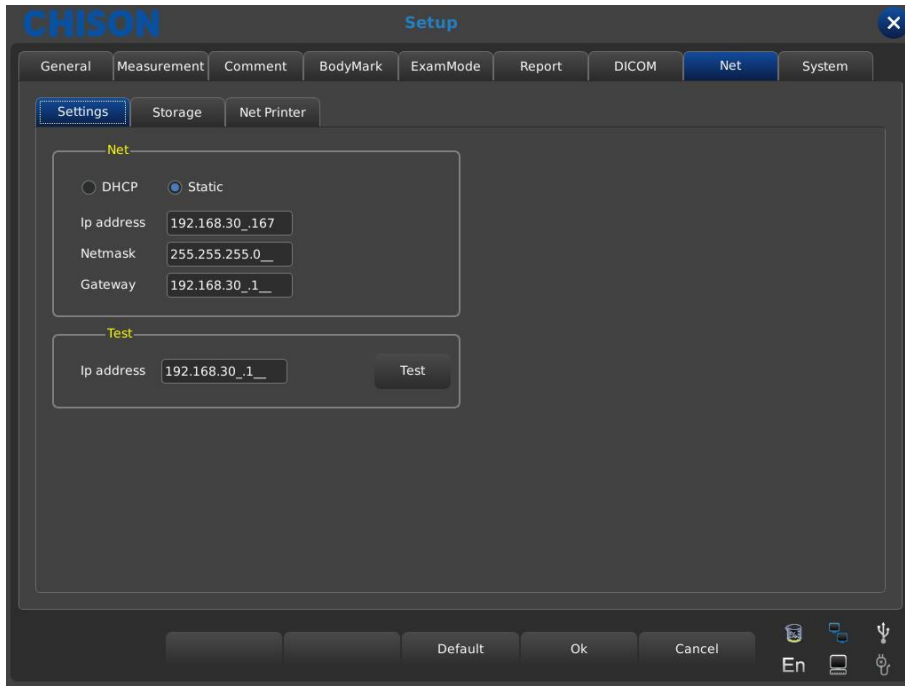 CHISON
Setup
General Measurement Comment BodyMark ExamMode Report DICOM Net System
Settings Storage Net Printer
Net
DHCP Static
Ip address 192.168.30_.167
Netmask 255.255.255.0__
Gateway 192.168.30_.1__
Test
Ip address 192.168.30_.1__ Test
Default Ok Cancel
En